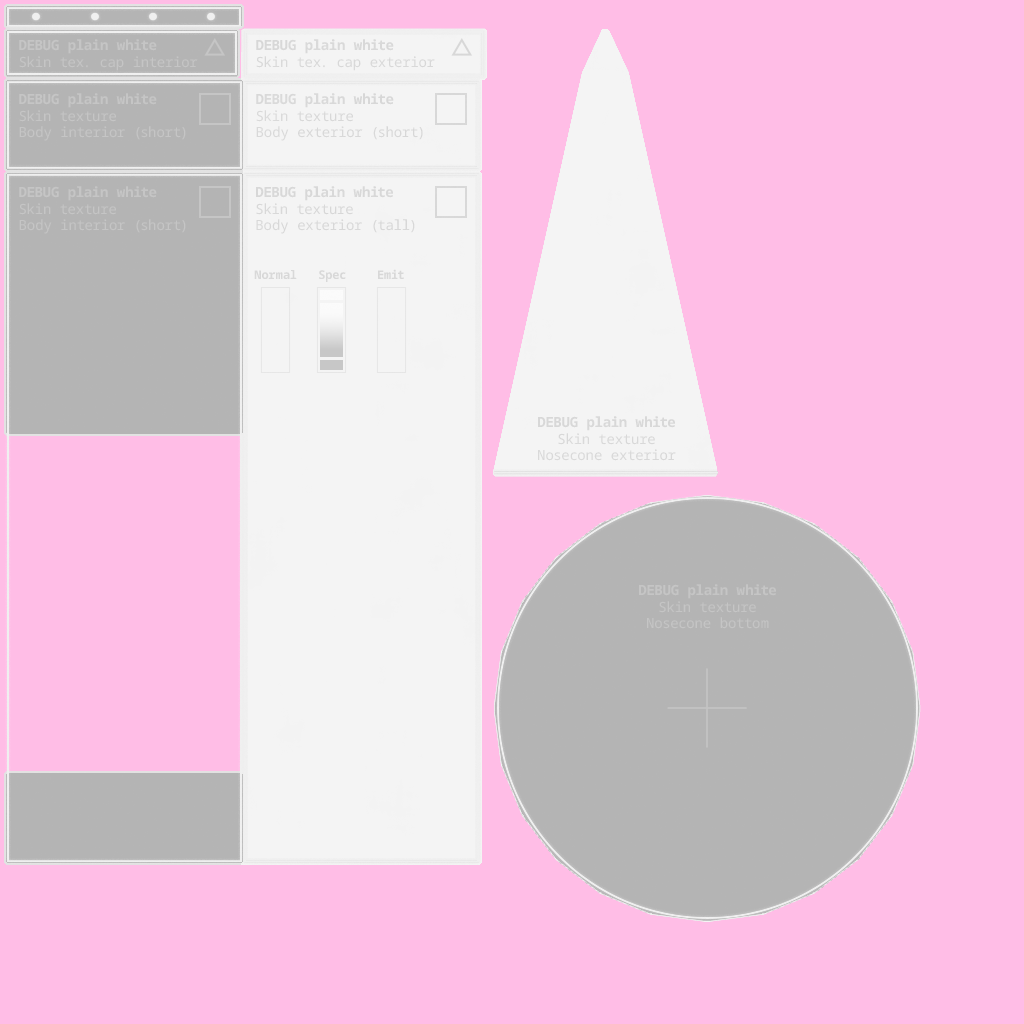 DEBUG plain white
Skin tex. cap interior
DEBUG plain white
Skin tex. cap exterior
DEBUG plain white
Skin texture
Body interior (short)
DEBUG plain white
Skin texture
Body exterior (short)
DEBUG plain white
Skin texture
Body interior (short)
DEBUG plain white
Skin texture
Body exterior (tall)
Normal Spec Emit
DEBUG plain white
Skin texture
Nosecone exterior
DEBUG plain white
Skin texture
Nosecone bottom